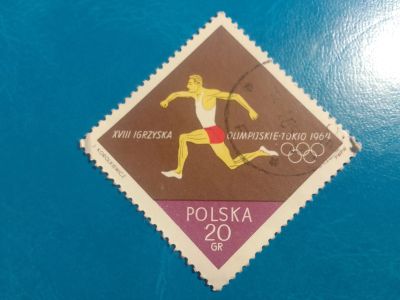 XVIII IGRZYSKA OLIMPIJSKIE-TOKIO 1964
POLSKA
20
GR